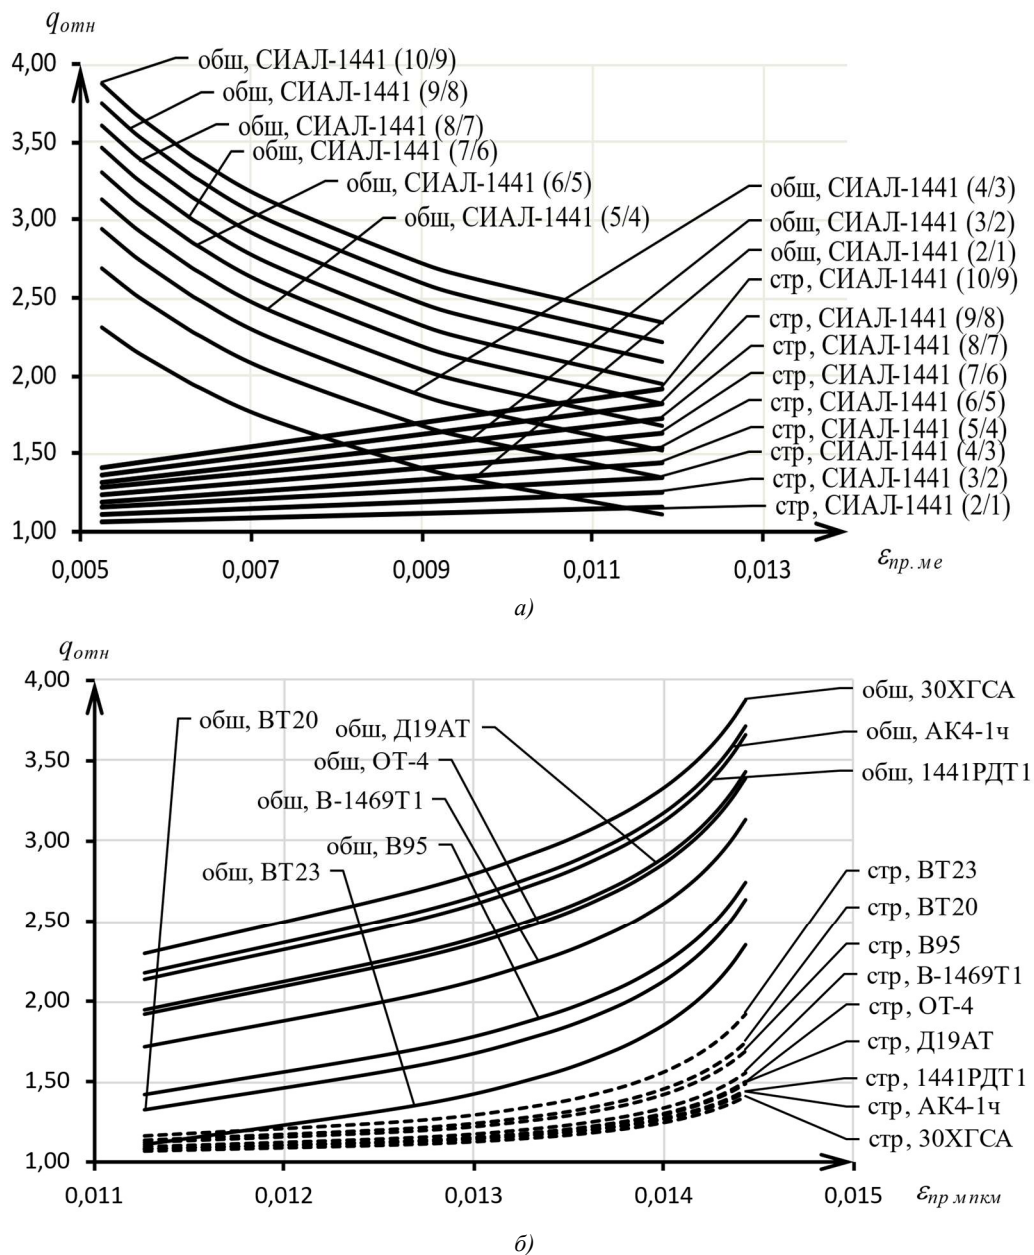 qотн
4,00
обш, СИАЛ-1441 (10/9)
обш, СИАЛ-1441 (9/8)
3,50
обш, СИАЛ-1441 (8/7)
обш, СИАЛ-1441 (7/6)
обш, СИАЛ-1441 (6/5)
обш, СИАЛ-1441 (4/3)
3,00
обш, СИАЛ-1441 (5/4)
обш, СИАЛ-1441 (3/2)
обш, СИАЛ-1441 (2/1)
стр, СИАЛ-1441 (10/9)
2,50
стр, СИАЛ-1441 (9/8)
стр, СИАЛ-1441 (8/7)
2,00
стр, СИАЛ-1441 (7/6)
стр, СИАЛ-1441 (6/5)
стр, СИАЛ-1441 (5/4)
1,50
стр, СИАЛ-1441 (4/3)
стр, СИАЛ-1441 (3/2)
стр, СИАЛ-1441 (2/1)
1,00
0,005 0,007 0,009 0,011 0,013 εпр.ме
а)
qотн
4,00
обш, 30ХГСА
обш, ВТ20
обш, Д19АТ
обш, АК4-1ч
3,50
обш, ОТ-4
обш, 1441РДТ1
обш, В-1469Т1
3,00
обш, В95
обш, ВТ23
стр, ВТ23
2,50
стр, ВТ20
стр, В95
стр, В-1469Т1
2,00
стр, ОТ-4
стр, Д19АТ
1,50
стр, 1441РДТ1
стр, АК4-1ч
стр, 30ХГСА
1,00
0,011 0,012 0,013 0,014 0,015 εпр мпкм
б)